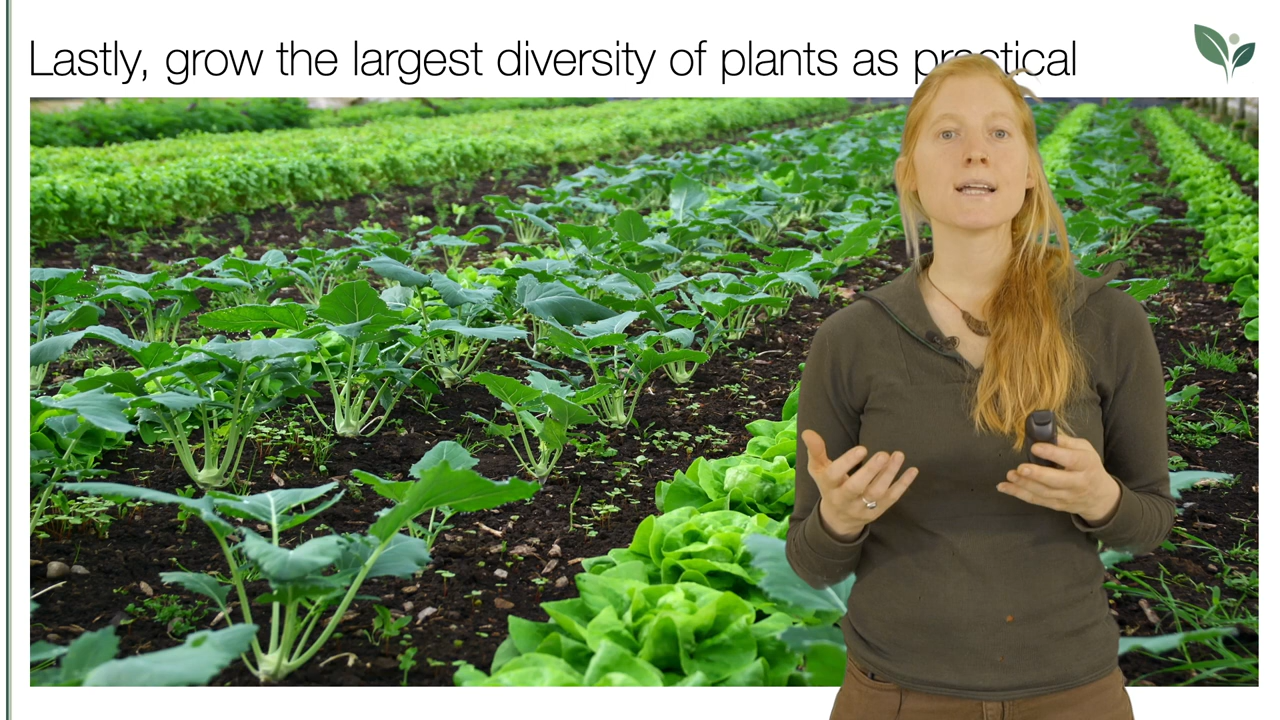 Lastly, grow the largest diversity of plants as practical